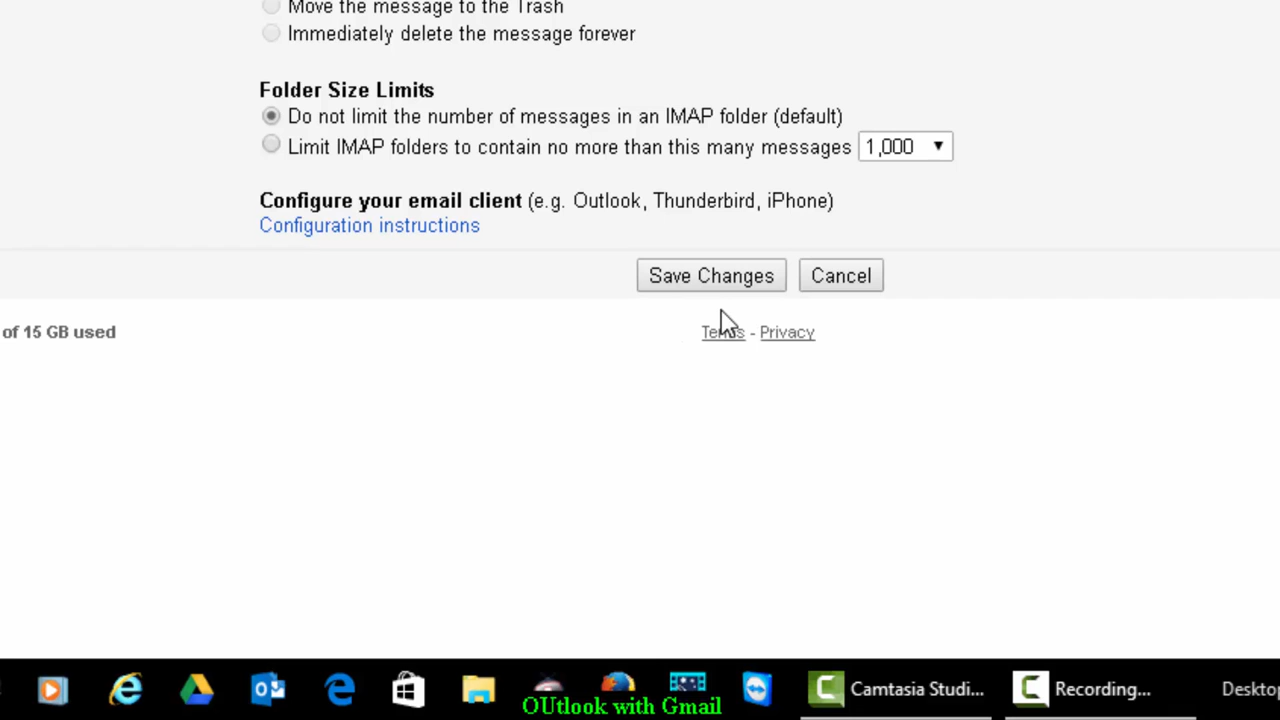 Move the message to the Trash
Immediately delete the message forever
Folder Size Limits
Do not limit the number of messages in an IMAP folder (default)
Limit IMAP folders to contain no more than this many messages 1,000
Configure your email client (e.g. Outlook, Thunderbird, iPhone)
Configuration instructions
Save Changes Cancel
of 15 GB used Terms - Privacy
Camtasia Studi... Recording... Deskto
OUtlook with Gmail